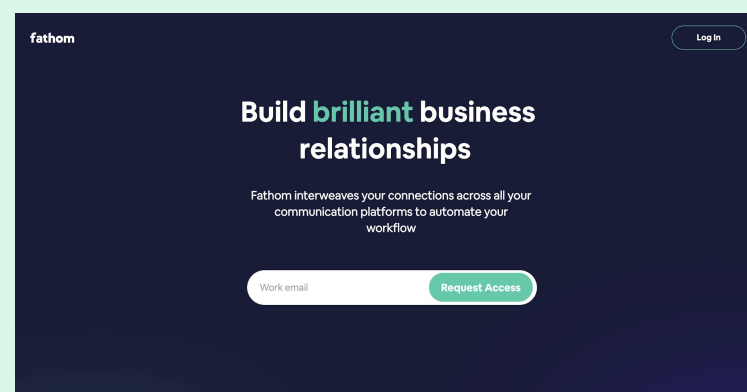 fathom
Log In
Build brilliant business
relationships
Fathom interweaves your connections across all your
communication platforms to automate your
workflow
Work email
Request Access